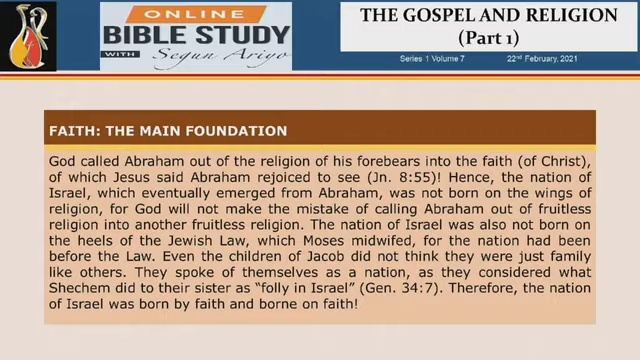 ONLINE
BIBLE STUDY
WITH Segun Ariyo
THE GOSPEL AND RELIGION
(Part 1)
Series 1 Volume 7 22nd February, 2021
FAITH: THE MAIN FOUNDATION
God called Abraham out of the religion of his forebears into the faith (of Christ),
of which Jesus said Abraham rejoiced to see (Jn. 8:55)! Hence, the nation of
Israel, which eventually emerged from Abraham, was not born on the wings of
religion, for God will not make the mistake of calling Abraham out of fruitless
religion into another fruitless religion. The nation of Israel was also not born on
the heels of the Jewish Law, which Moses midwifed, for the nation had been
before the Law. Even the children of Jacob did not think they were just family
like others. They spoke of themselves as a nation, as they considered what
Shechem did to their sister as “folly in Israel” (Gen. 34:7). Therefore, the nation
of Israel was born by faith and borne on faith!